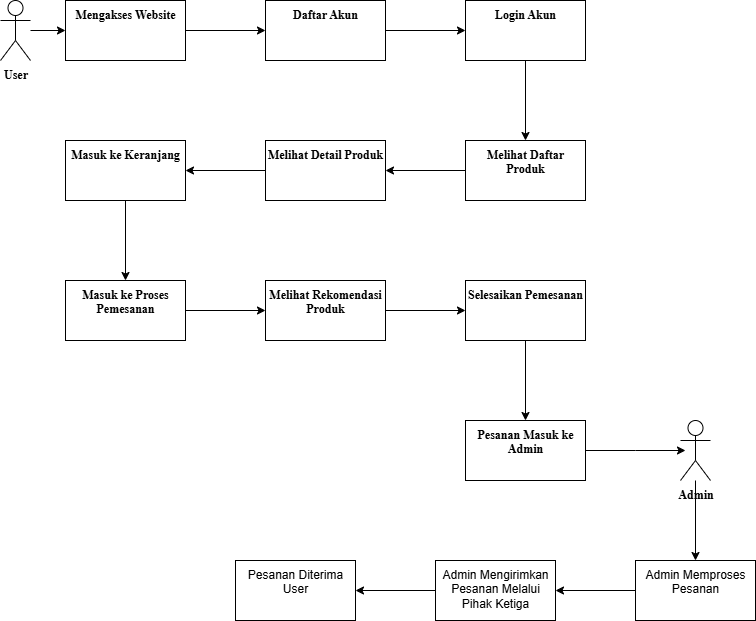 Mengakses Website
Daftar Akun
Login Akun
User
Masuk ke Keranjang
Melihat Detail Produk
Melihat Daftar
Produk
Masuk ke Proses
Pemesanan
Melihat Rekomendasi
Produk
Selesaikan Pemesanan
Pesanan Masuk ke
Admin
Admin
Pesanan Diterima
User
Admin Mengirimkan
Pesanan Melalui
Pihak Ketiga
Admin Memproses
Pesanan